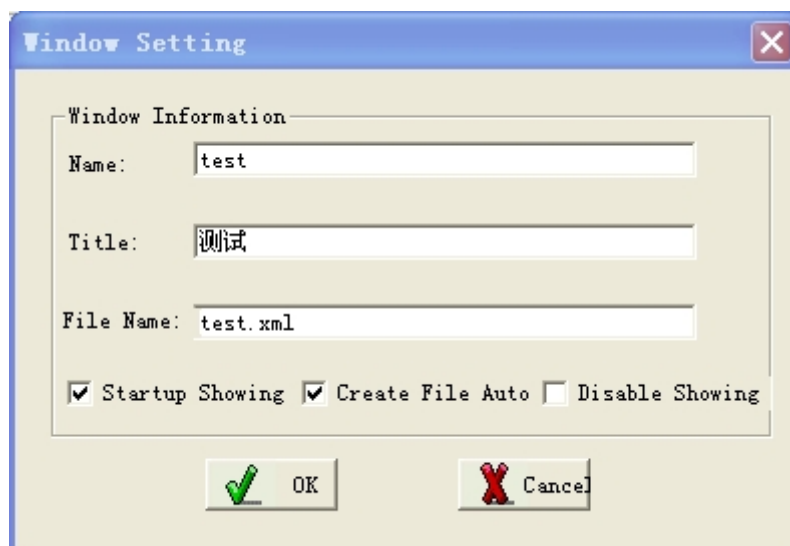 Window Setting
Window Information
Name: test
Title: 测试
File Name: test.xml
Startup Showing Create File Auto Disable Showing
OK Cancel